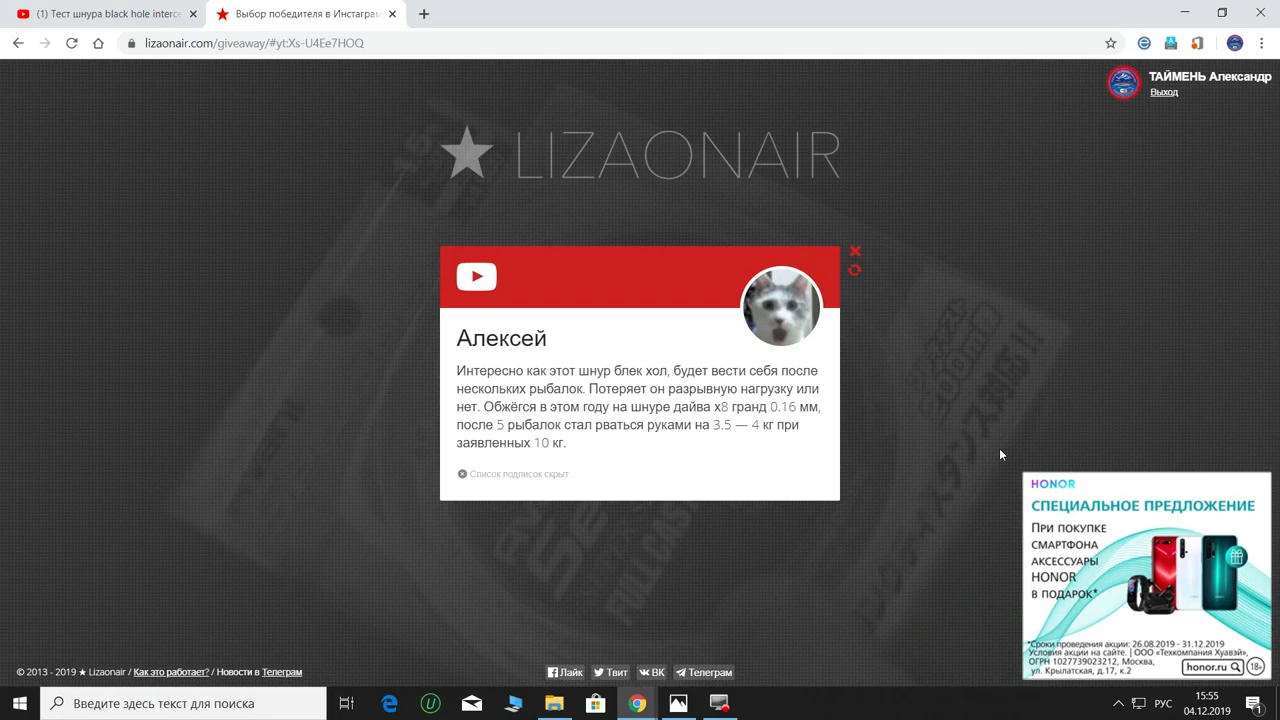 (1) Тест шнура black hole interce
Выбор победителя в Инстаграм
lizaonair.com/giveaway/#yt:Xs-U4Ee7HOQ
ТАЙМЕНЬ Александр
Выход
LIZAONAIR
Алексей
Интересно как этот шнур блек хол, будет вести себя после
нескольких рыбалок. Потеряет он разрывную нагрузку или
нет. Обжёгся в этом году на шнуре дайва х8 гранд 0.16 мм,
после 5 рыбалок стал рваться руками на 3.5 — 4 кг при
заявленных 10 кг.
Список подписок скрыт
HONOR
СПЕЦИАЛЬНОЕ ПРЕДЛОЖЕНИЕ
ПРИ ПОКУПКЕ
СМАРТФОНА
АКСЕССУАРЫ
HONOR
В ПОДАРОК*
*Сроки проведения акции: 26.08.2019 - 31.12.2019
Условия акции на сайте. | ООО «Техкомпания Хуавэй»,
ОГРН 1027739023212, Москва,
ул. Крылатская, д.17, к.2
honor.ru
18+
© 2013 - 2019 ★ Lizaonair / Как это работает? / Новости в Телеграм
Лайк Твит ВК Телеграм
Введите здесь текст для поиска
РУС
15:55
04.12.2019
1